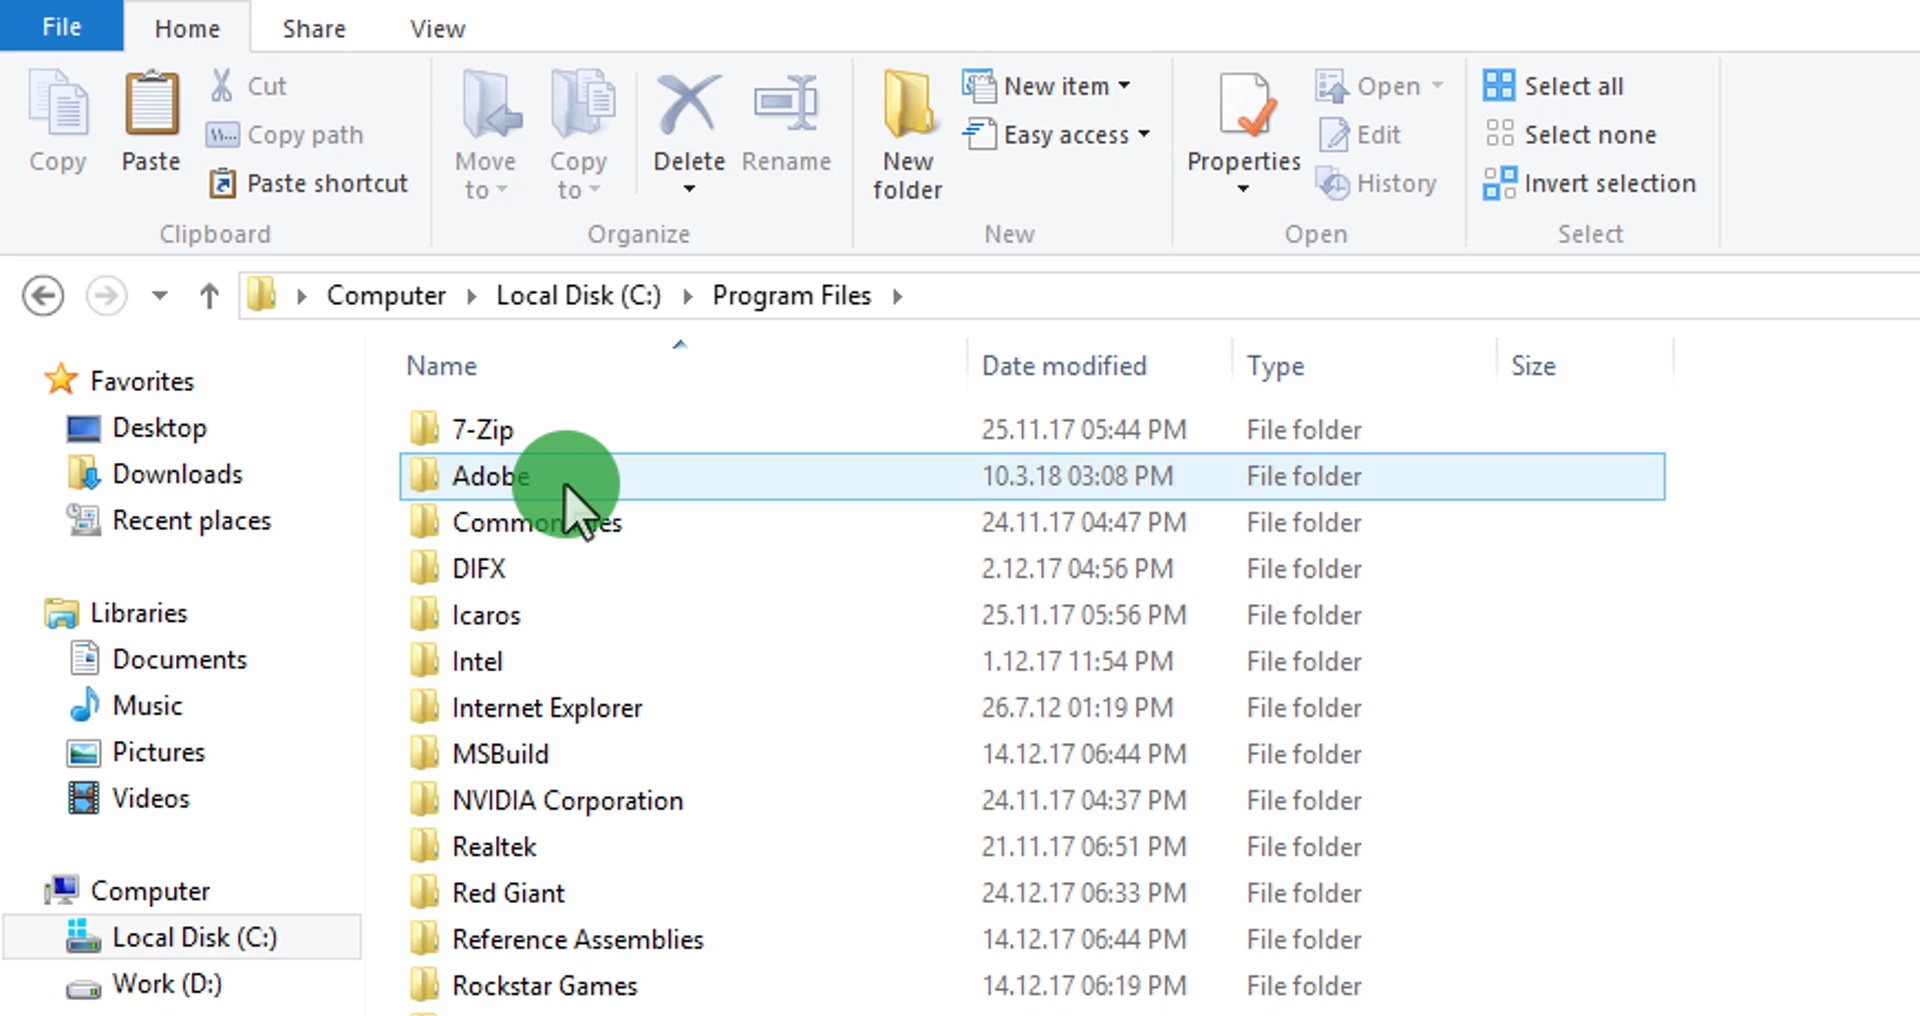 File Home Share View
Copy
Paste
Cut
Copy path
Paste shortcut
Clipboard
Move to
Copy to
Delete
Rename
Organize
New folder
New item
Easy access
New
Properties
Open
Edit
History
Open
Select all
Select none
Invert selection
Select
Computer Local Disk (C:) Program Files
Favorites
Desktop
Downloads
Recent places
Libraries
Documents
Music
Pictures
Videos
Computer
Local Disk (C:)
Work (D:)
Name Date modified Type Size
7-Zip 25.11.17 05:44 PM File folder
Adobe 10.3.18 03:08 PM File folder
Common Files 24.11.17 04:47 PM File folder
DIFX 2.12.17 04:56 PM File folder
Icaros 25.11.17 05:56 PM File folder
Intel 1.12.17 11:54 PM File folder
Internet Explorer 26.7.12 01:19 PM File folder
MSBuild 14.12.17 06:44 PM File folder
NVIDIA Corporation 24.11.17 04:37 PM File folder
Realtek 21.11.17 06:51 PM File folder
Red Giant 24.12.17 06:33 PM File folder
Reference Assemblies 14.12.17 06:44 PM File folder
Rockstar Games 14.12.17 06:19 PM File folder